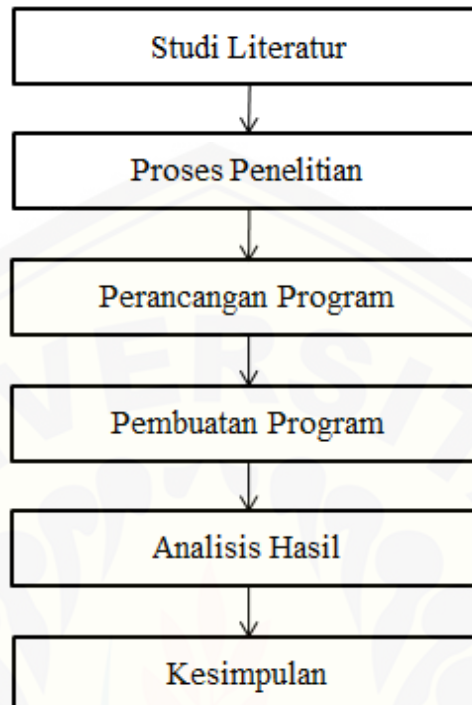 Studi Literatur
Proses Penelitian
Perancangan Program
Pembuatan Program
Analisis Hasil
Kesimpulan